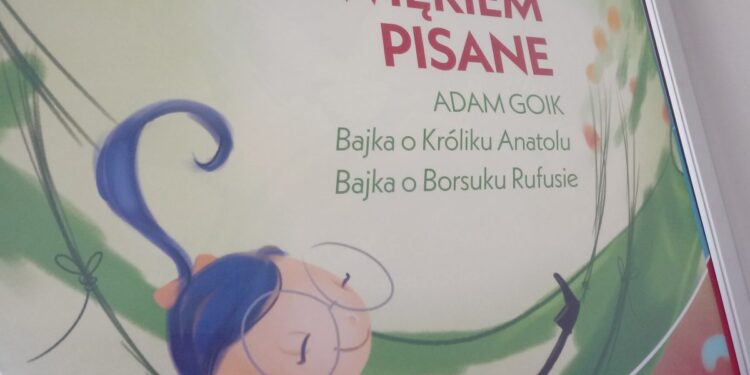 PISANE
ADAM GOIK
Bajka o Króliku Anatolu
Bajka o Borsuku Rufusie